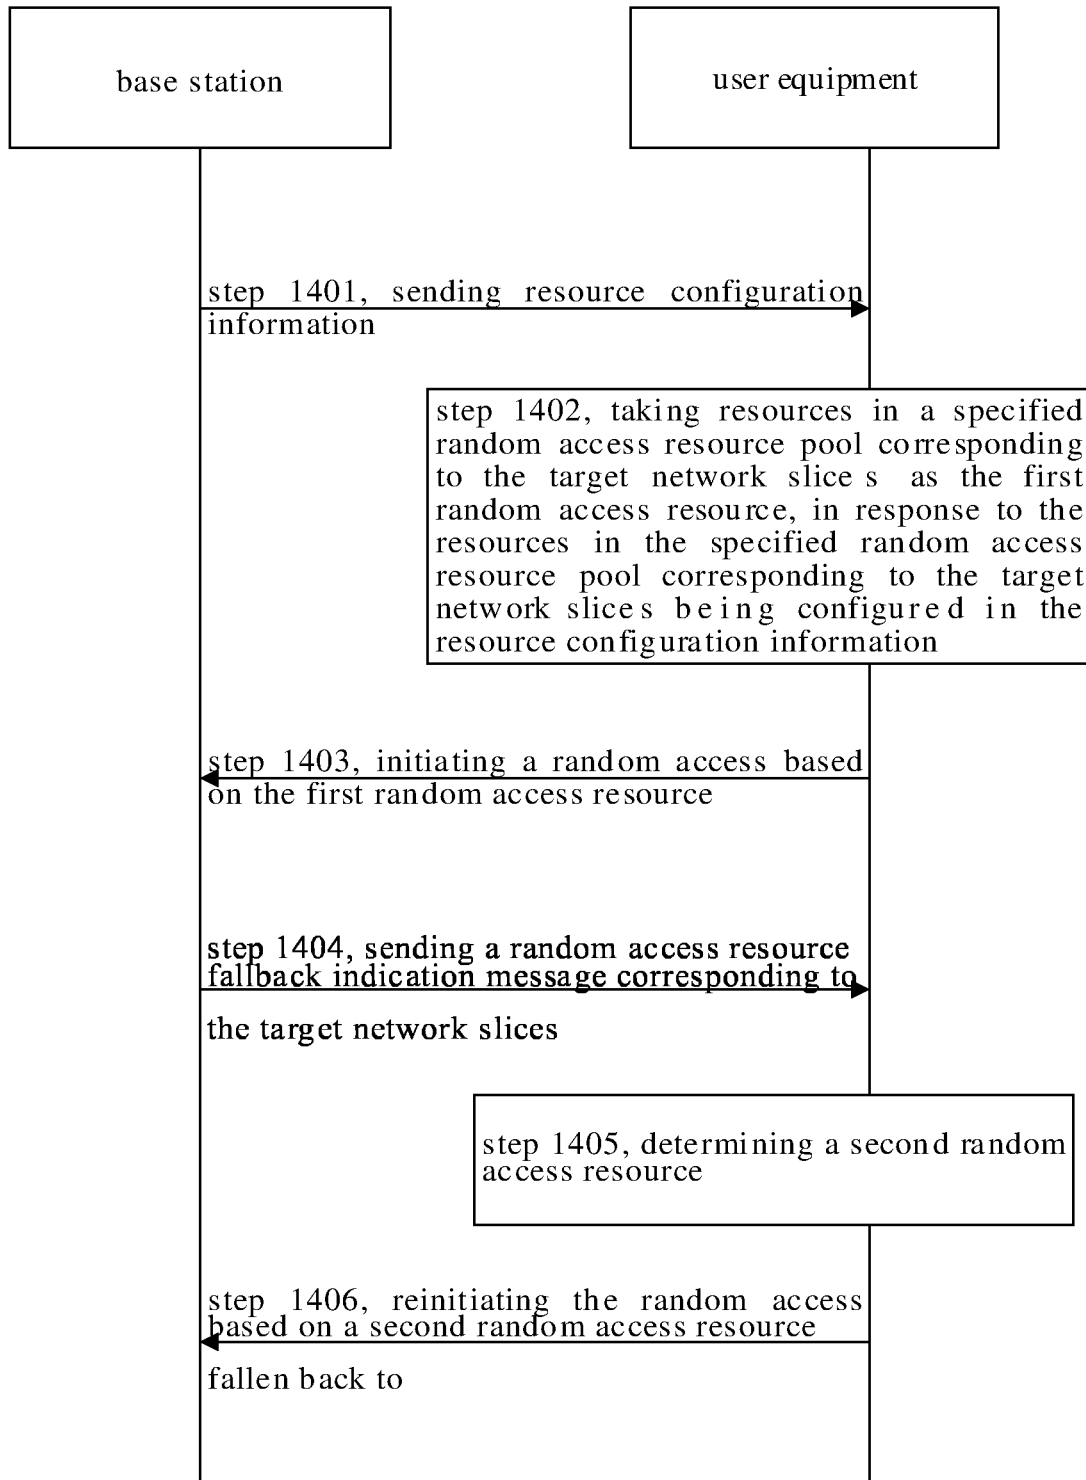 base station
user equipment
step 1401, sending resource configuration
information
step 1402, taking resources in a specified
random access resource pool corresponding
to the target network slices as the first
random access resource, in response to the
resources in the specified random access
resource pool corresponding to the target
network slices being configured in the
resource configuration information
step 1403, initiating a random access based
on the first random access resource
step 1404, sending a random access resource
fallback indication message corresponding to
the target network slices
step 1405, determining a second random
access resource
step 1406, reinitiating the random access
based on a second random access resource
fallen back to